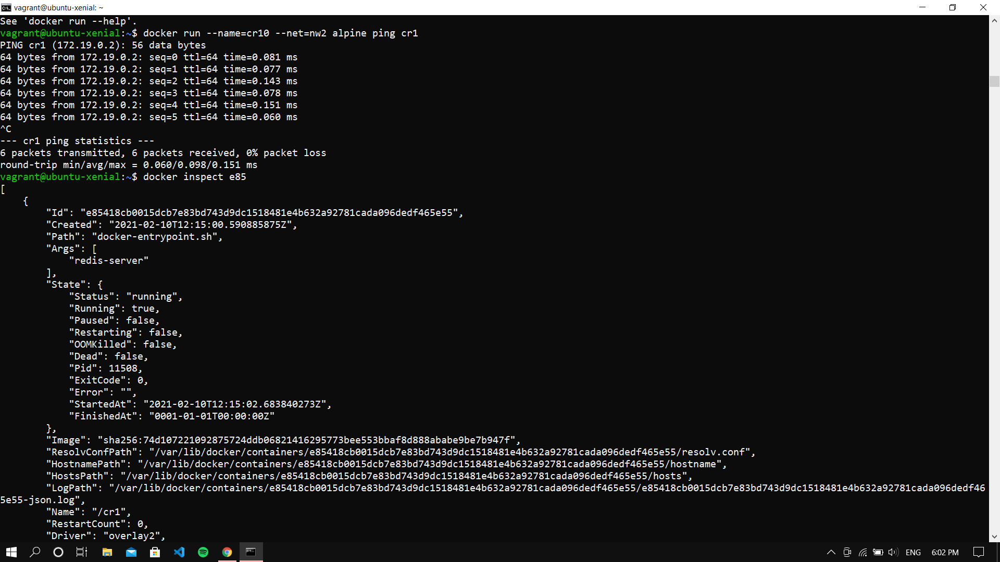 vagrant@ubuntu-xenial: ~
See 'docker run --help'.
vagrant@ubuntu-xenial:~$ docker run --name=cr10 --net=nw2 alpine ping cr1
PING cr1 (172.19.0.2): 56 data bytes
64 bytes from 172.19.0.2: seq=0 ttl=64 time=0.081 ms
64 bytes from 172.19.0.2: seq=1 ttl=64 time=0.077 ms
64 bytes from 172.19.0.2: seq=2 ttl=64 time=0.143 ms
64 bytes from 172.19.0.2: seq=3 ttl=64 time=0.078 ms
64 bytes from 172.19.0.2: seq=4 ttl=64 time=0.151 ms
64 bytes from 172.19.0.2: seq=5 ttl=64 time=0.060 ms
^C
--- cr1 ping statistics ---
6 packets transmitted, 6 packets received, 0% packet loss
round-trip min/avg/max = 0.060/0.098/0.151 ms
vagrant@ubuntu-xenial:~$ docker inspect e85
[
    {
        "Id": "e85418cb0015dcb7e83bd743d9dc1518481e4b632a92781cada096dedf465e55",
        "Created": "2021-02-10T12:15:00.590885875Z",
        "Path": "docker-entrypoint.sh",
        "Args": [
            "redis-server"
        ],
        "State": {
            "Status": "running",
            "Running": true,
            "Paused": false,
            "Restarting": false,
            "OOMKilled": false,
            "Dead": false,
            "Pid": 11508,
            "ExitCode": 0,
            "Error": "",
            "StartedAt": "2021-02-10T12:15:02.683840273Z",
            "FinishedAt": "0001-01-01T00:00:00Z"
        },
        "Image": "sha256:74d107221092875724ddb06821416295773bee553bbaf8d888ababe9be7b947f",
        "ResolvConfPath": "/var/lib/docker/containers/e85418cb0015dcb7e83bd743d9dc1518481e4b632a92781cada096dedf465e55/resolv.conf",
        "HostnamePath": "/var/lib/docker/containers/e85418cb0015dcb7e83bd743d9dc1518481e4b632a92781cada096dedf465e55/hostname",
        "HostsPath": "/var/lib/docker/containers/e85418cb0015dcb7e83bd743d9dc1518481e4b632a92781cada096dedf465e55/hosts",
        "LogPath": "/var/lib/docker/containers/e85418cb0015dcb7e83bd743d9dc1518481e4b632a92781cada096dedf465e55/e85418cb0015dcb7e83bd743d9dc1518481e4b632a92781cada096dedf46
5e55-json.log",
        "Name": "/cr1",
        "RestartCount": 0,
        "Driver": "overlay2",
ENG
6:02 PM